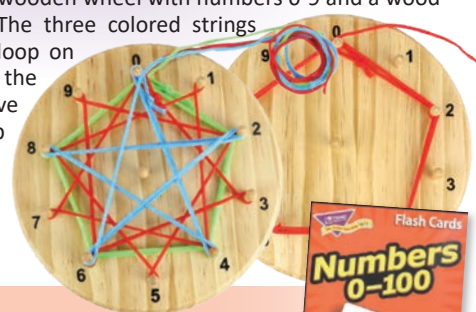 wooden wheel with numbers 0-9 and a wood
The three colored strings
loop on
the
0
1
2
3
4
5
6
7
8
9
9
0
1
2
3
Flash Cards
Numbers
0–100